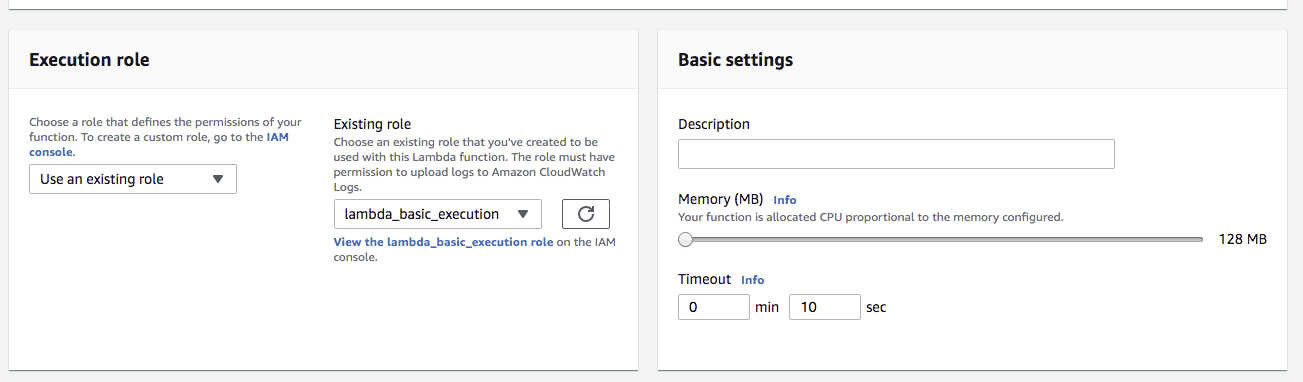 Execution role
Choose a role that defines the permissions of your
function. To create a custom role, go to the IAM
console.
Use an existing role
Existing role
Choose an existing role that you've created to be
used with this Lambda function. The role must have
permission to upload logs to Amazon CloudWatch
Logs.
lambda_basic_execution
View the lambda_basic_execution role on the IAM
console.
Basic settings
Description
Memory (MB) Info
Your function is allocated CPU proportional to the memory configured.
128 MB
Timeout Info
0 min 10 sec